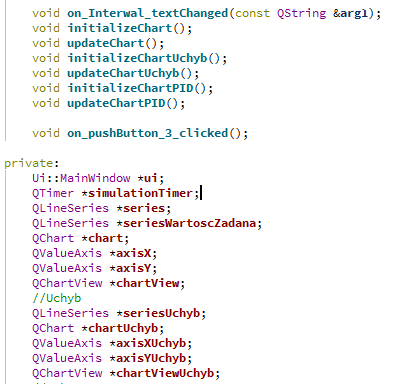 void on_Interwal_textChanged(const QString &arg1);
void initializeChart();
void updateChart();
void initializeChartUchyb();
void updateChartUchyb();
void initializeChartPID();
void updateChartPID();
void on_pushButton_3_clicked();
private:
Ui::MainWindow *ui;
QTimer *simulationTimer;
QLineSeries *series;
QLineSeries *seriesWartoscZadana;
QChart *chart;
QValueAxis *axisX;
QValueAxis *axisY;
QChartView *chartView;
//Uchyb
QLineSeries *seriesUchyb;
QChart *chartUchyb;
QValueAxis *axisXUchyb;
QValueAxis *axisYUchyb;
QChartView *chartViewUchyb;